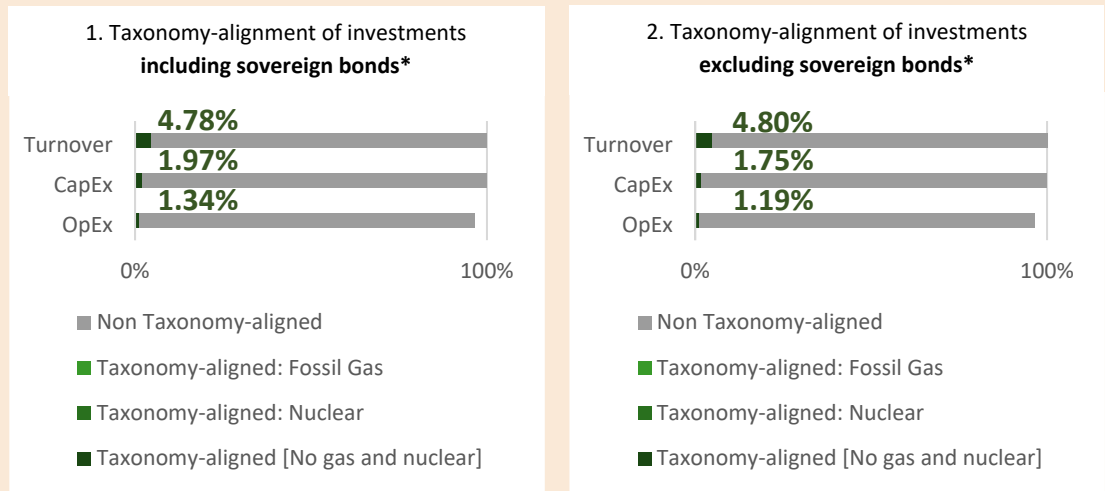 1. Taxonomy-alignment of investments
including sovereign bonds*
4.78%
Turnover
1.97%
CapEx
1.34%
OpEx
0%
100%
Non Taxonomy-aligned
Taxonomy-aligned: Fossil Gas
Taxonomy-aligned: Nuclear
Taxonomy-aligned [No gas and nuclear]
2. Taxonomy-alignment of investments
excluding sovereign bonds*
4.80%
Turnover
1.75%
CapEx
1.19%
OpEx
0%
100%
Non Taxonomy-aligned
Taxonomy-aligned: Fossil Gas
Taxonomy-aligned: Nuclear
Taxonomy-aligned [No gas and nuclear]